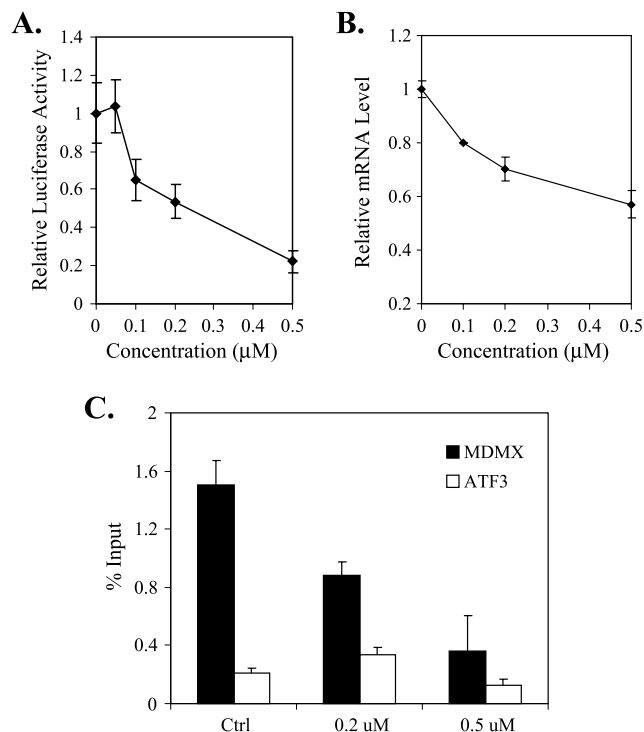 A.
Relative Luciferase Activity
1.4
1.2
1
0.8
0.6
0.4
0.2
0
0 0.1 0.2 0.3 0.4 0.5
Concentration (μM)
B.
Relative mRNA Level
1.2
1
0.8
0.6
0.4
0.2
0 0.1 0.2 0.3 0.4 0.5
Concentration (μM)
C.
% Input
2
1.6
1.2
0.8
0.4
0
MDMX
ATF3
Ctrl 0.2 uM 0.5 uM